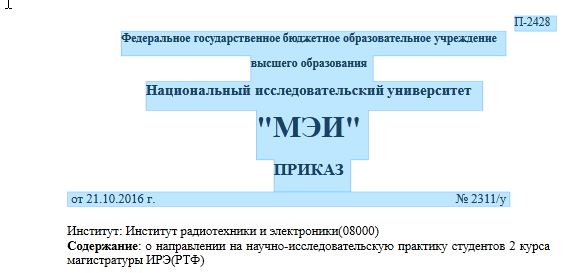 П-2428
Федеральное государственное бюджетное образовательное учреждение
высшего образования
Национальный исследовательский университет
"МЭИ"
ПРИКАЗ
от 21.10.2016 г. № 2311/у
Институт: Институт радиотехники и электроники(08000)
Содержание: о направлении на научно-исследовательскую практику студентов 2 курса
магистратуры ИРЭ(РТФ)